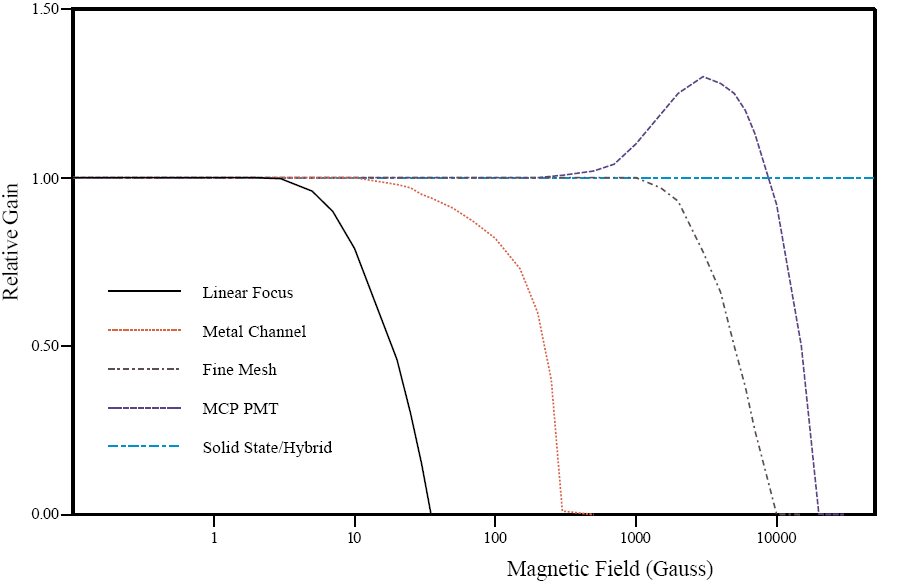 1.50
1.00
0.50
0.00
Relative Gain
Linear Focus
Metal Channel
Fine Mesh
MCP PMT
Solid State/Hybrid
1
10
100
1000
10000
Magnetic Field (Gauss)